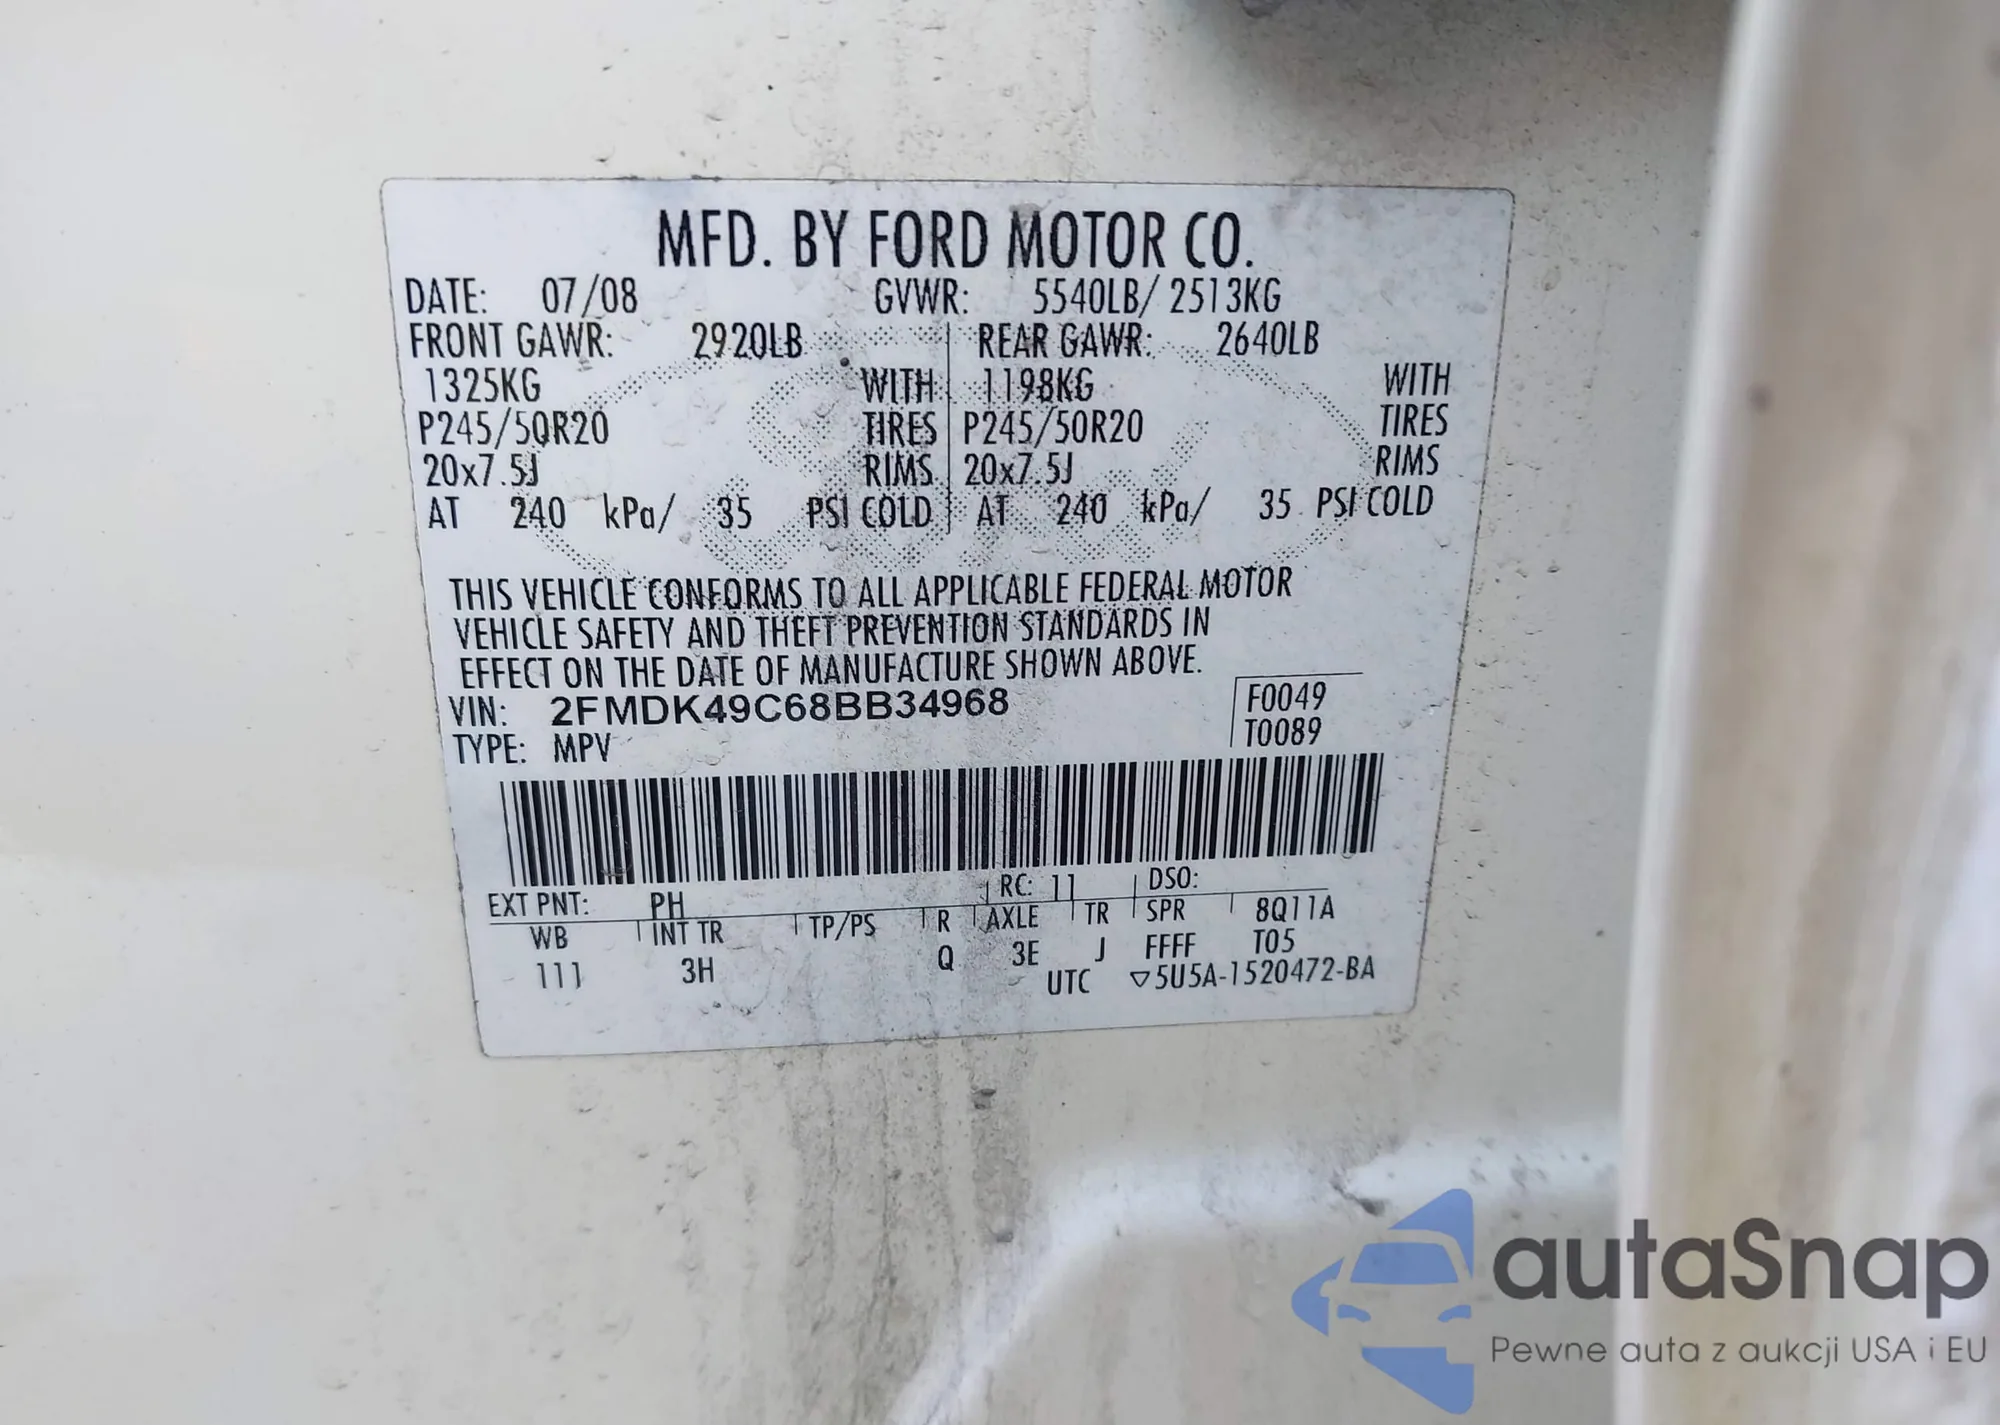 MFD. BY FORD MOTOR CO.
DATE: 07/08 GVWR: 5540LB/ 2513KG
FRONT GAWR: 2920LB REAR GAWR: 2640LB
1325KG WITH 1198KG WITH
P245/50R20 TIRES P245/50R20 TIRES
20x7.5J RIMS 20x7.5J RIMS
AT 240 kPa/ 35 PSI COLD AT 240 kPa/ 35 PSI COLD
THIS VEHICLE CONFORMS TO ALL APPLICABLE FEDERAL MOTOR
VEHICLE SAFETY AND THEFT PREVENTION STANDARDS IN
EFFECT ON THE DATE OF MANUFACTURE SHOWN ABOVE.
VIN: 2FMDK49C68BB34968 F0049
TYPE: MPV T0089
EXT PNT: PH RC: 11 DSO:
WB INT TR TP/PS R AXLE TR SPR 8Q11A
111 3H Q 3E J FFFF T05
UTC ▽5U5A-1520472-BA
autaSnap
Pewne auta z aukcji USA i EU